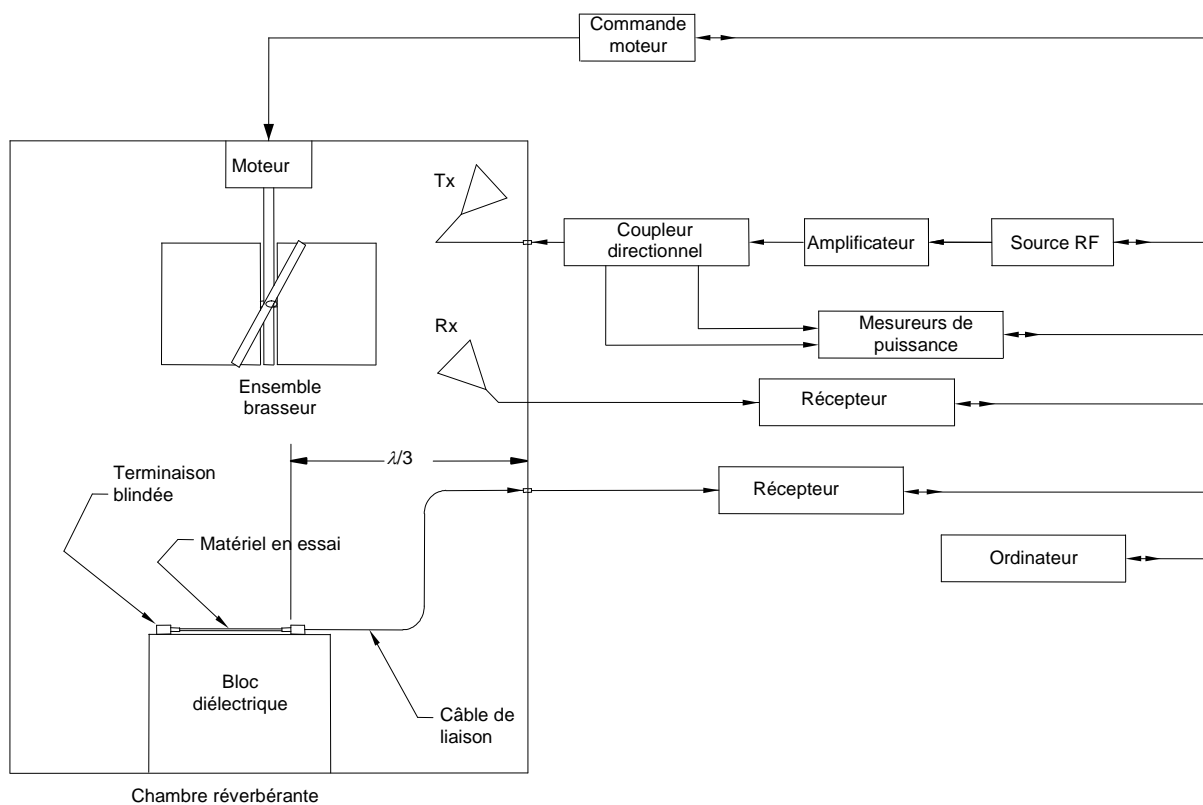 Commande
moteur
Moteur
Tx
Coupleur
directionnel
Amplificateur
Source RF
Mesureurs de
puissance
Rx
Ensemble
brasseur
Récepteur
λ/3
Terminaison
blindée
Récepteur
Matériel en essai
Ordinateur
Bloc
diélectrique
Câble de
liaison
Chambre réverbérante